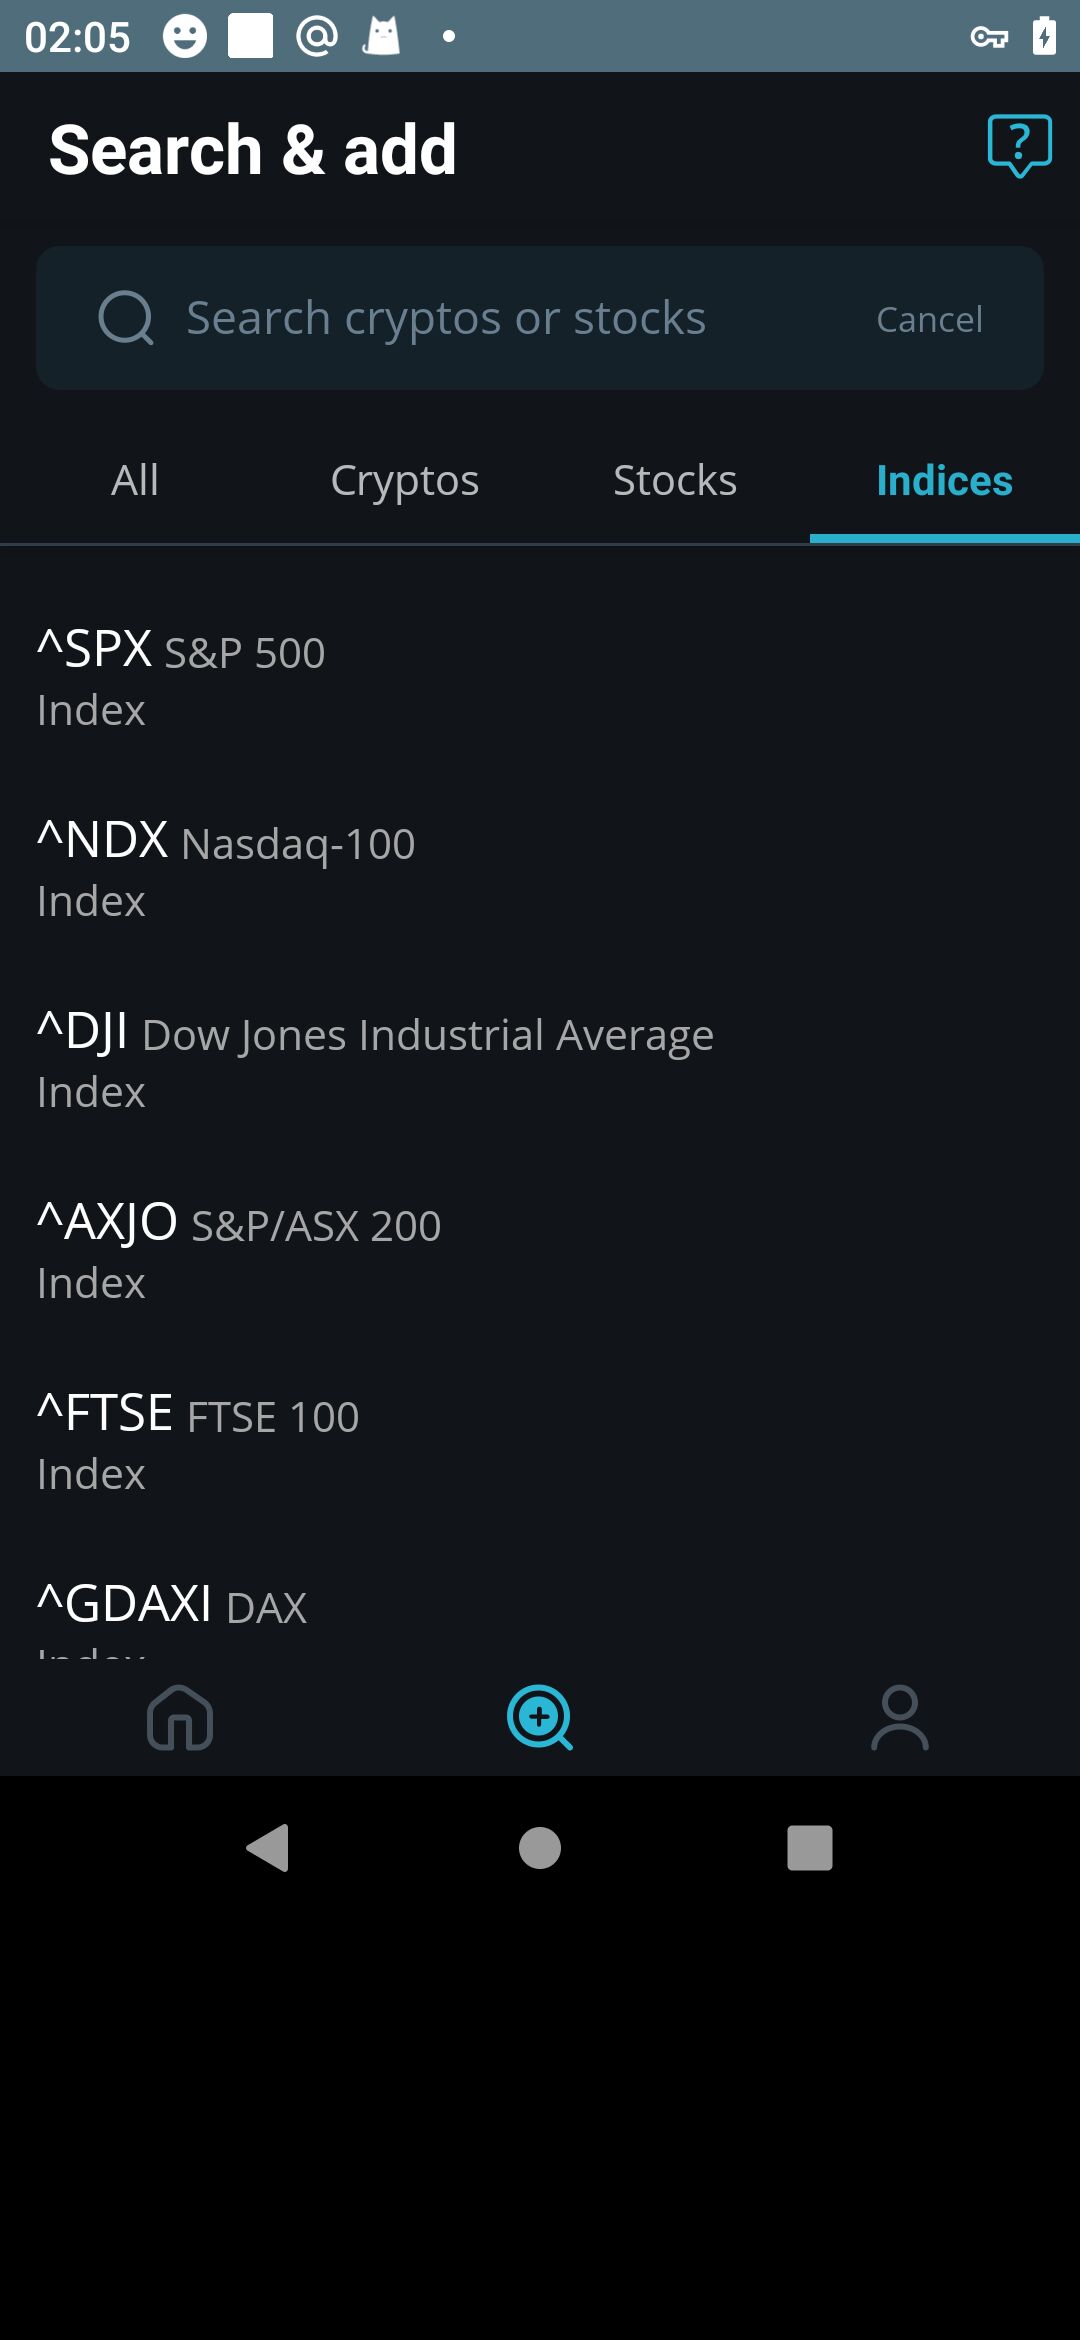 02:05
Search & add
?
Search cryptos or stocks
Cancel
All
Cryptos
Stocks
Indices
^SPX S&P 500
Index
^NDX Nasdaq-100
Index
^DJI Dow Jones Industrial Average
Index
^AXJO S&P/ASX 200
Index
^FTSE FTSE 100
Index
^GDAXI DAX
Index